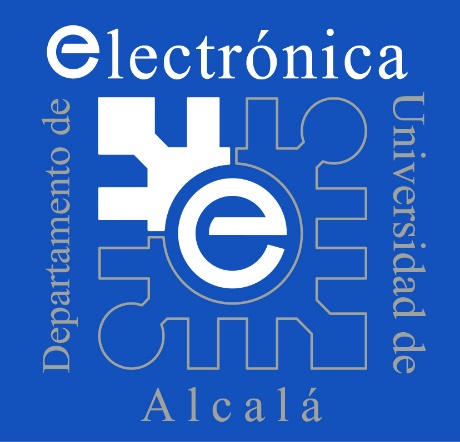 electrónica
Departamento de
Universidad de
Alcalá
e